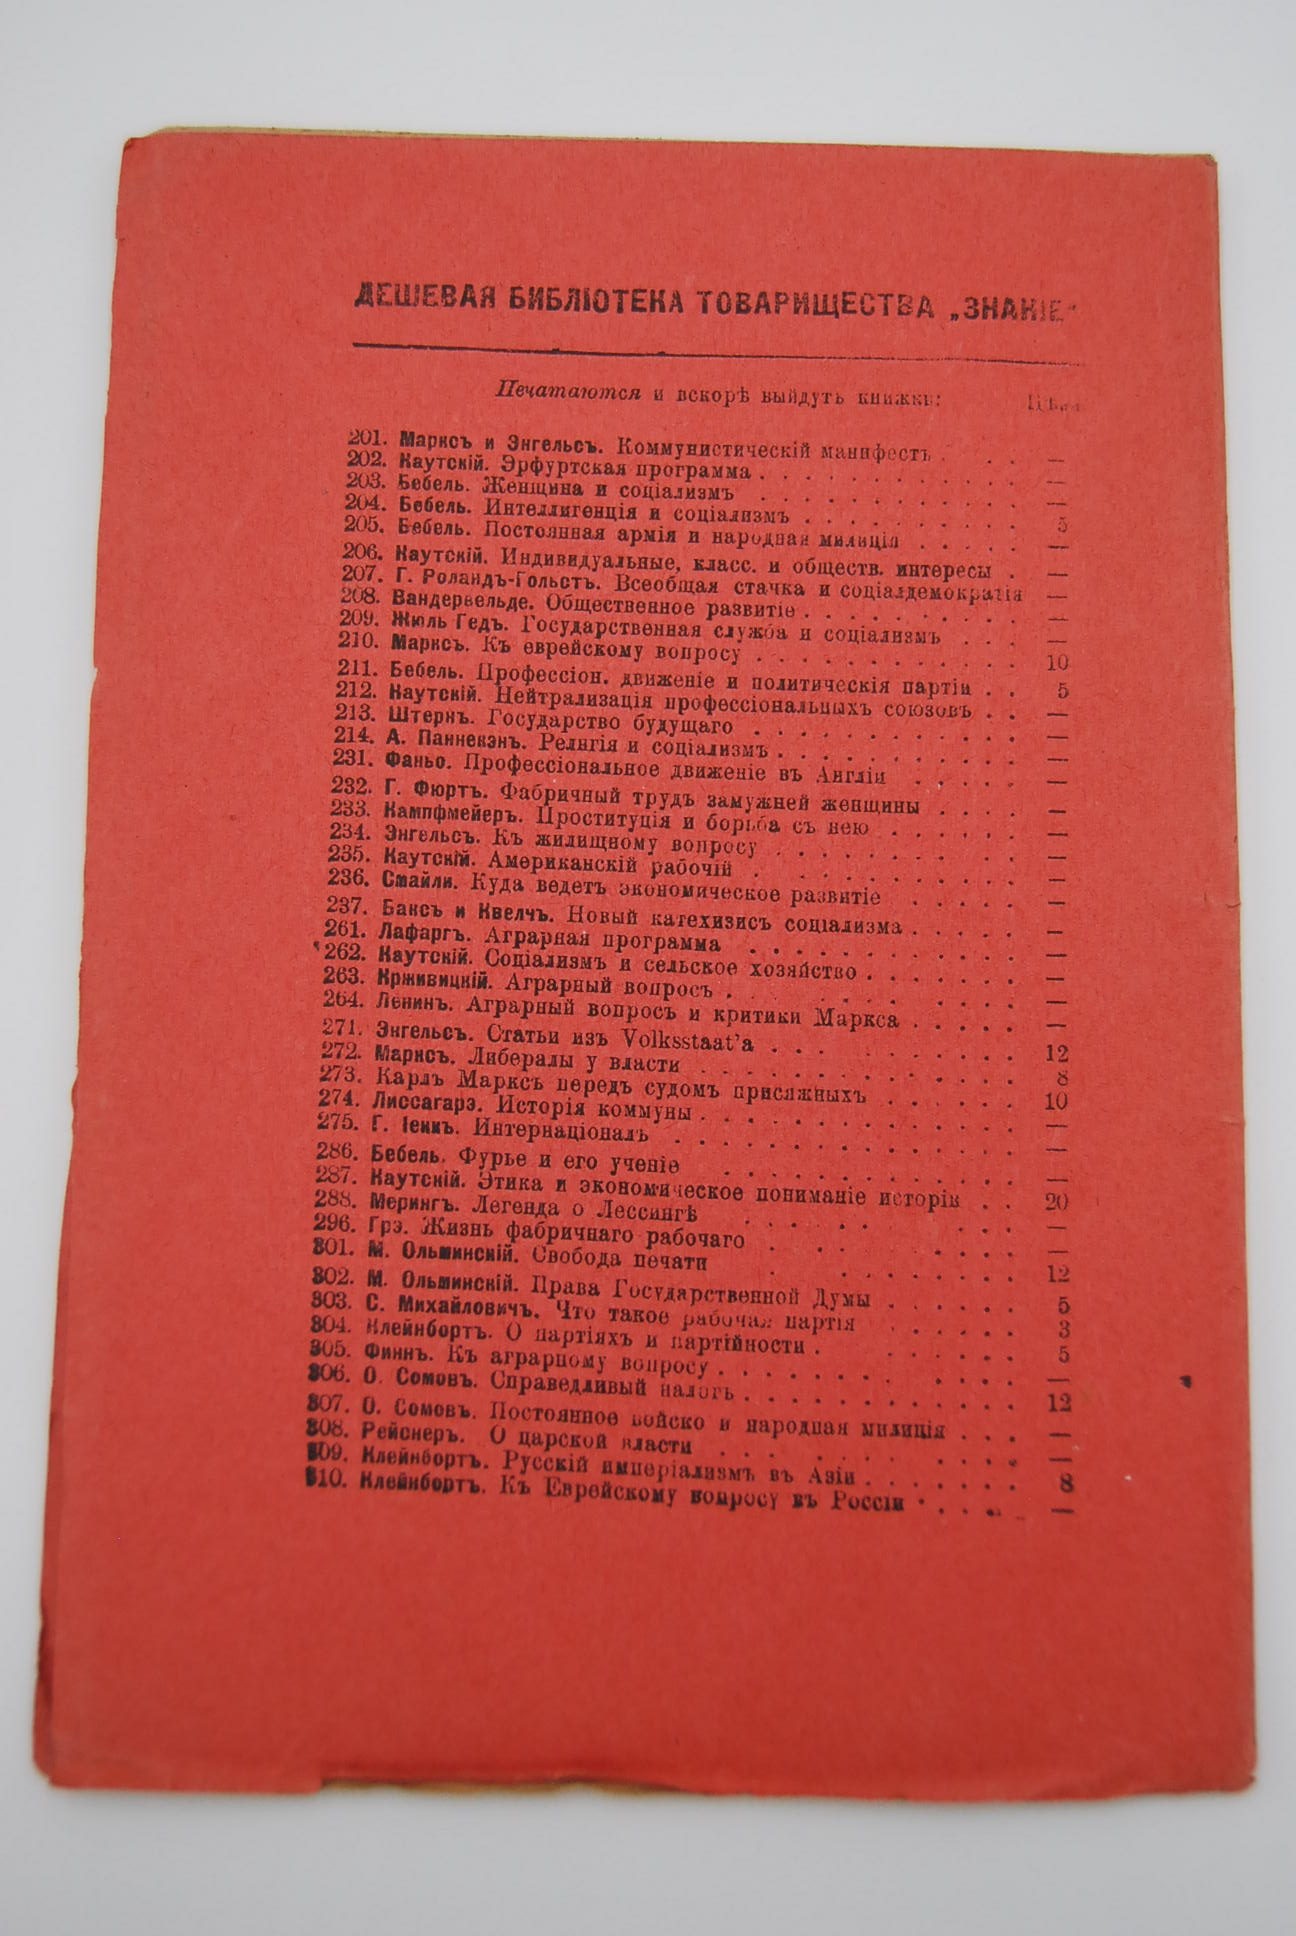 ДЕШЕВАЯ БИБЛІОТЕКА ТОВАРИЩЕСТВА „ЗНАНІЕ“
Печатаются и вскорѣ выйдутъ книжки: Цѣна
201. Марксъ и Энгельсъ. Коммунистическій манифестъ . . . —
202. Каутскій. Эрфуртская программа . . . . . . . . . . . —
203. Бебель. Женщина и соціализмъ . . . . . . . . . . . —
204. Бебель. Интеллигенція и соціализмъ . . . . . . . . . 5
205. Бебель. Постоянная армія и народная милиція . . . . . —
206. Каутскій. Индивидуальные, класс. и обществ. интересы . —
207. Г. Роландъ-Гольстъ. Всеобщая стачка и соціалдемократія —
208. Вандервельде. Общественное развитіе . . . . . . . . . —
209. Жюль Гедъ. Государственная служба и соціализмъ . . . —
210. Марксъ. Къ еврейскому вопросу . . . . . . . . . . . 10
211. Бебель. Профессіон. движеніе и политическія партіи . . 5
212. Каутскій. Нейтрализація профессіональныхъ союзовъ . . —
213. Штернъ. Государство будущаго . . . . . . . . . . . —
214. А. Паннекэнъ. Религія и соціализмъ . . . . . . . . . —
231. Фаньо. Профессіональное движеніе въ Англіи . . . . . —
232. Г. Фюртъ. Фабричный трудъ замужней женщины . . . . —
233. Кампфмейеръ. Проституція и борьба съ нею . . . . . . —
234. Энгельсъ. Къ жилищному вопросу . . . . . . . . . . —
235. Каутскій. Американскій рабочій . . . . . . . . . . . —
236. Смайли. Куда ведетъ экономическое развитіе . . . . . —
237. Баксъ и Квелчъ. Новый катехизисъ соціализма . . . . . —
261. Лафаргъ. Аграрная программа . . . . . . . . . . . —
262. Каутскій. Соціализмъ и сельское хозяйство . . . . . . . —
263. Крживицкій. Аграрный вопросъ . . . . . . . . . . . —
264. Ленинъ. Аграрный вопросъ и критики Маркса . . . . . —
271. Энгельсъ. Статьи изъ Volksstaat’a . . . . . . . . . . 12
272. Марксъ. Либералы у власти . . . . . . . . . . . . . 8
273. Карлъ Марксъ передъ судомъ присяжныхъ . . . . . . 10
274. Лиссагарэ. Исторія коммуны . . . . . . . . . . . . . —
275. Г. Іеккъ. Интернаціоналъ . . . . . . . . . . . . . . —
286. Бебель. Фурье и его ученіе . . . . . . . . . . . . . —
287. Каутскій. Этика и экономическое пониманіе исторіи . . 20
288. Мерингъ. Легенда о Лессингѣ . . . . . . . . . —
296. Грэ. Жизнь фабричнаго рабочаго . . . . . . . . —
301. М. Ольминскій. Свобода печати . . . . . . . . 12
302. М. Ольминскій. Права Государственной Думы . . . . . . 5
303. С. Михайловичъ. Что такое рабочая партія . . . . . . 3
304. Клейнбортъ. О партіяхъ и партійности . . . . . . . 5
305. Финнъ. Къ аграрному вопросу . . . . . . . . . . . . —
306. О. Сомовъ. Справедливый налогъ . . . . . . . . . . . 12
307. О. Сомовъ. Постоянное войско и народная милиція . . . —
308. Рейснеръ. О царской власти . . . . . . . . . . . . —
309. Клейнбортъ. Русскій имперіализмъ въ Азіи . . . . . . . 8
310. Клейнбортъ. Къ Еврейскому вопросу въ Россіи . . . . . —